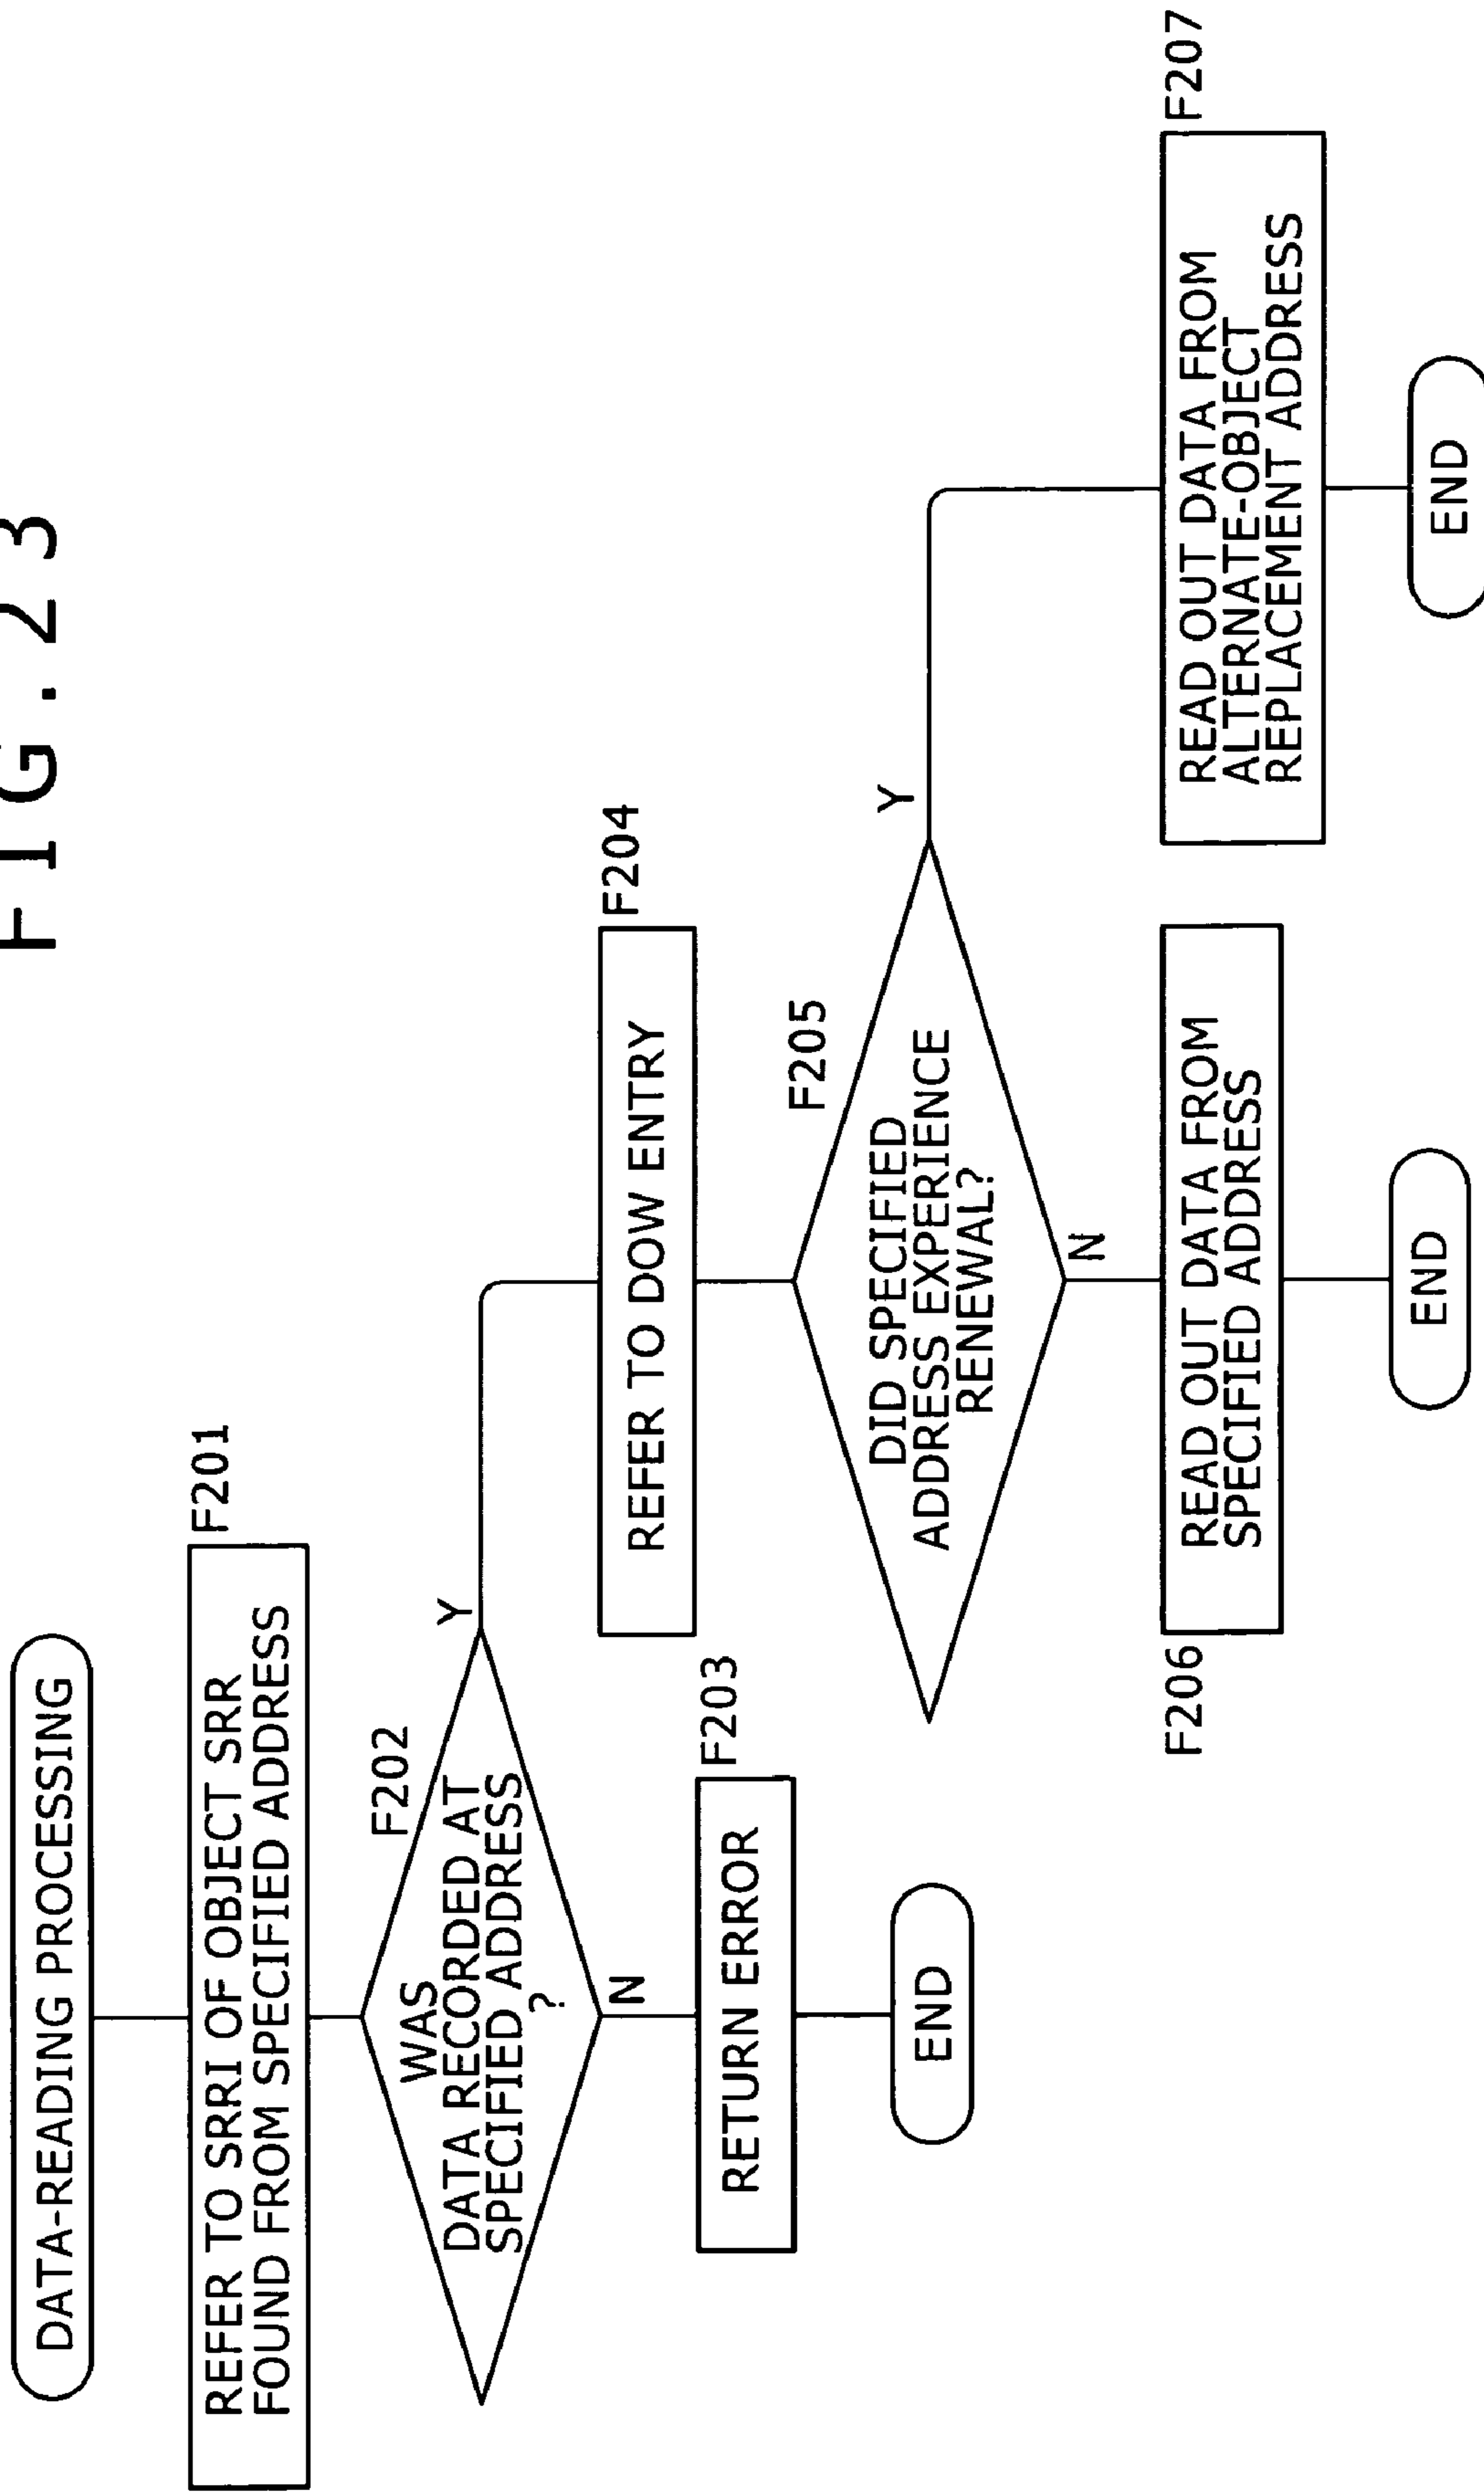 FIG.23
DATA-READING PROCESSING
F201
REFER TO SRRI OF OBJECT SRR
FOUND FROM SPECIFIED ADDRESS
F202
WAS
DATA RECORDED AT
SPECIFIED ADDRESS
?
Y
N
F203
RETURN ERROR
END
F204
REFER TO DOW ENTRY
F205
DID SPECIFIED
ADDRESS EXPERIENCE
RENEWAL?
Y
N
F206
READ OUT DATA FROM
SPECIFIED ADDRESS
END
F207
READ OUT DATA FROM
ALTERNATE-OBJECT
REPLACEMENT ADDRESS
END